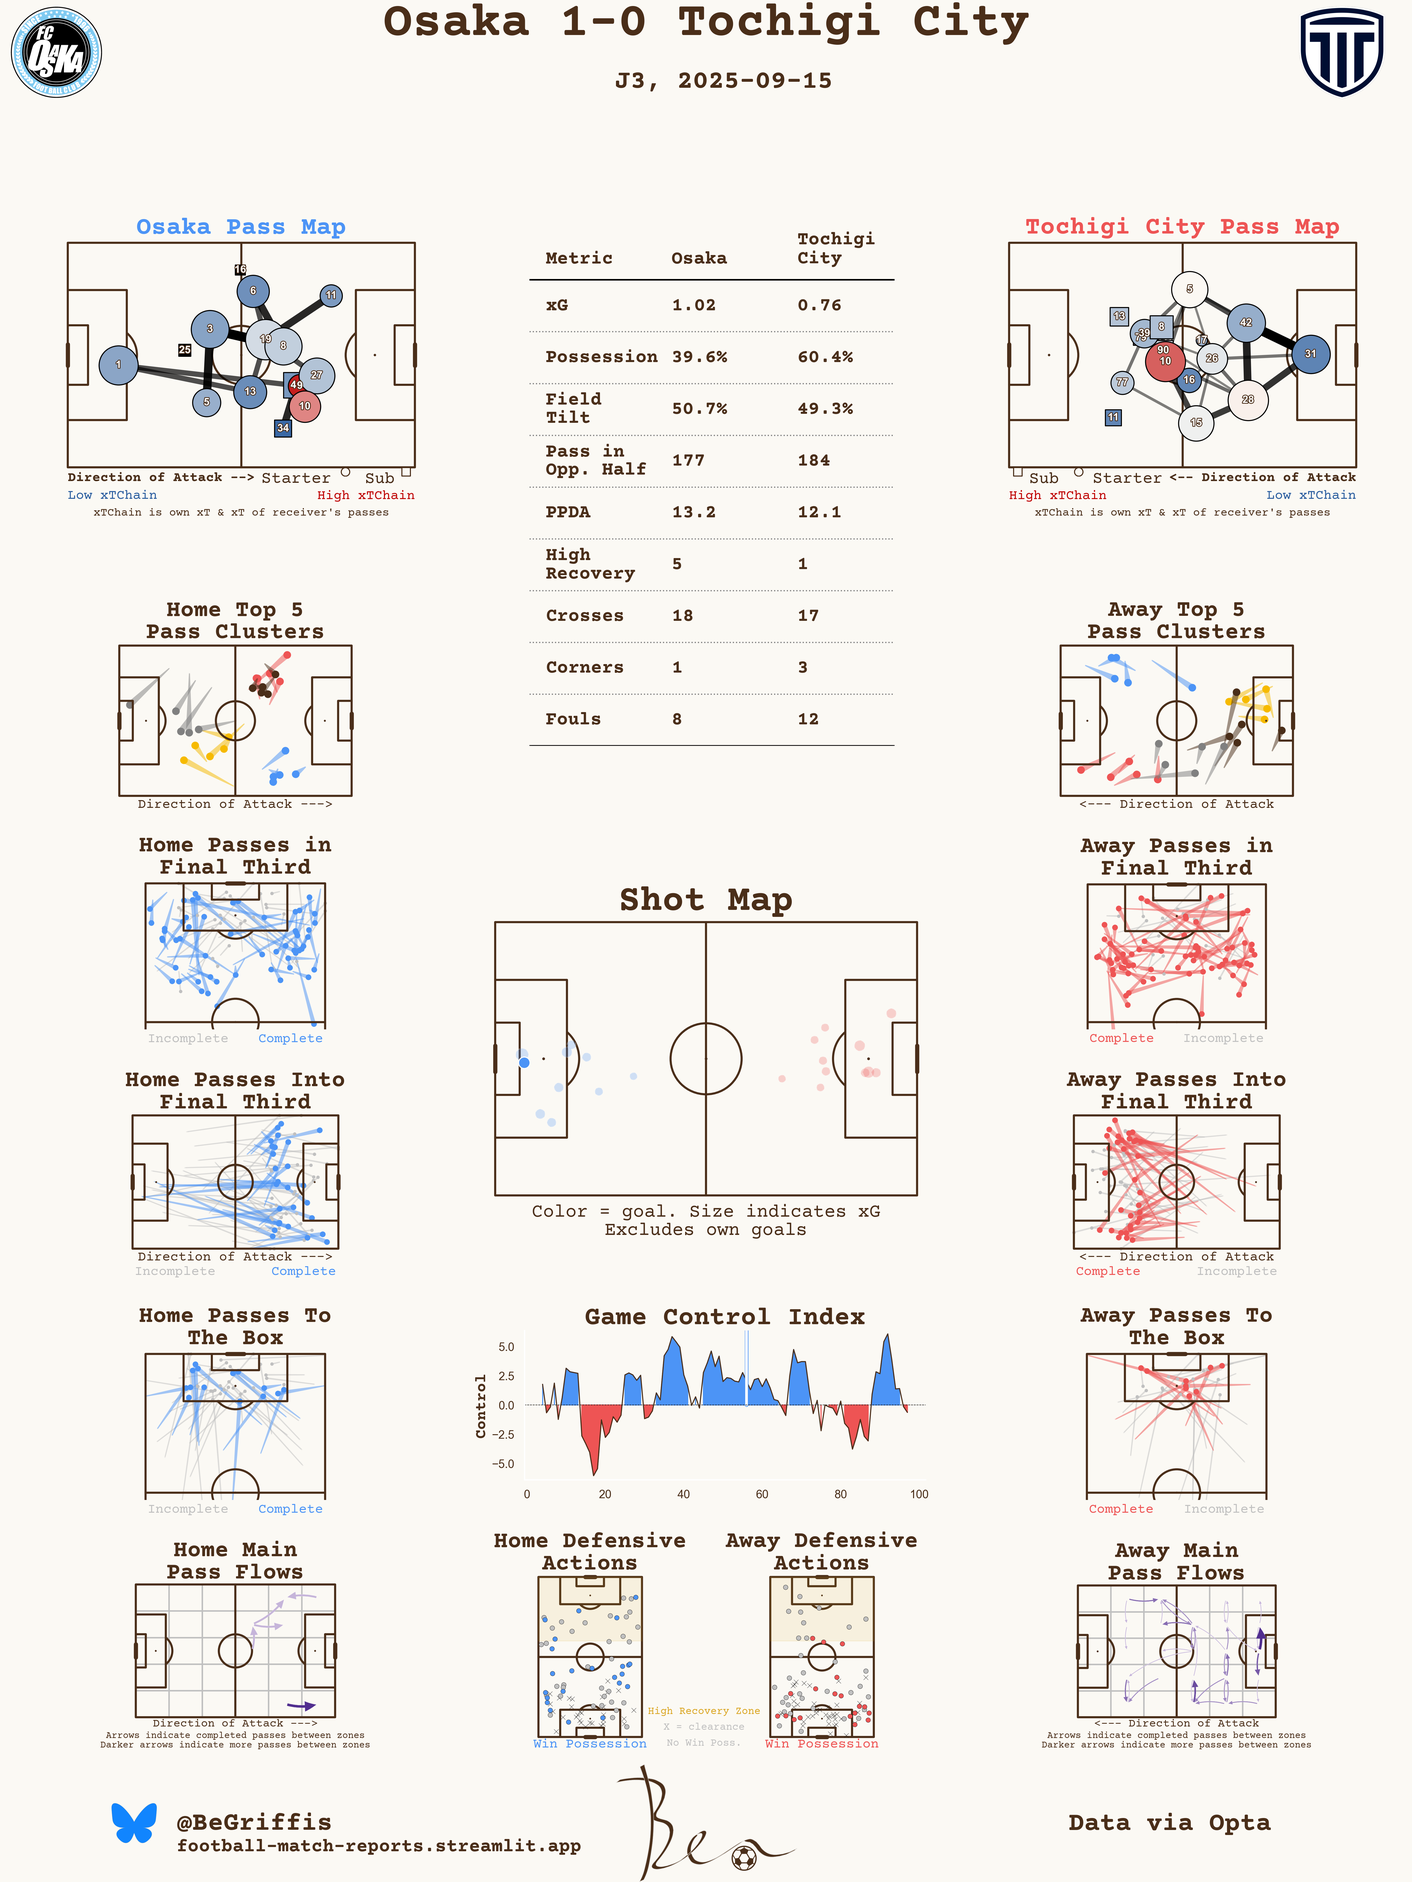 Osaka 1-0 Tochigi City
J3, 2025-09-15
FC
OSAKA
Osaka Pass Map
16
6
11
3
19
8
25
1
27
49
13
5
10
34
Direction of Attack --> Starter Sub
Low xTChain High xTChain
xTChain is own xT & xT of receiver's passes
Metric Osaka Tochigi City
xG 1.02 0.76
Possession 39.6% 60.4%
Field Tilt 50.7% 49.3%
Pass in Opp. Half 177 184
PPDA 13.2 12.1
High Recovery 5 1
Crosses 18 17
Corners 1 3
Fouls 8 12
Tochigi City Pass Map
5
13
42
39
8
17
90
10
26
31
77
16
28
11
15
Sub Starter <-- Direction of Attack
High xTChain Low xTChain
xTChain is own xT & xT of receiver's passes
Home Top 5
Pass Clusters
Direction of Attack --->
Away Top 5
Pass Clusters
<--- Direction of Attack
Home Passes in
Final Third
Incomplete Complete
Away Passes in
Final Third
Complete Incomplete
Shot Map
Color = goal. Size indicates xG
Excludes own goals
Home Passes Into
Final Third
Direction of Attack --->
Incomplete Complete
Away Passes Into
Final Third
<--- Direction of Attack
Complete Incomplete
Home Passes To
The Box
Incomplete Complete
Game Control Index
Control
5.0
2.5
0.0
−2.5
−5.0
0 20 40 60 80 100
Away Passes To
The Box
Complete Incomplete
Home Main
Pass Flows
Direction of Attack --->
Arrows indicate completed passes between zones
Darker arrows indicate more passes between zones
Home Defensive
Actions
Win Possession
High Recovery Zone
X = clearance
No Win Poss.
Away Defensive
Actions
Win Possession
Away Main
Pass Flows
<--- Direction of Attack
Arrows indicate completed passes between zones
Darker arrows indicate more passes between zones
@BeGriffis
football-match-reports.streamlit.app
Ben
Data via Opta